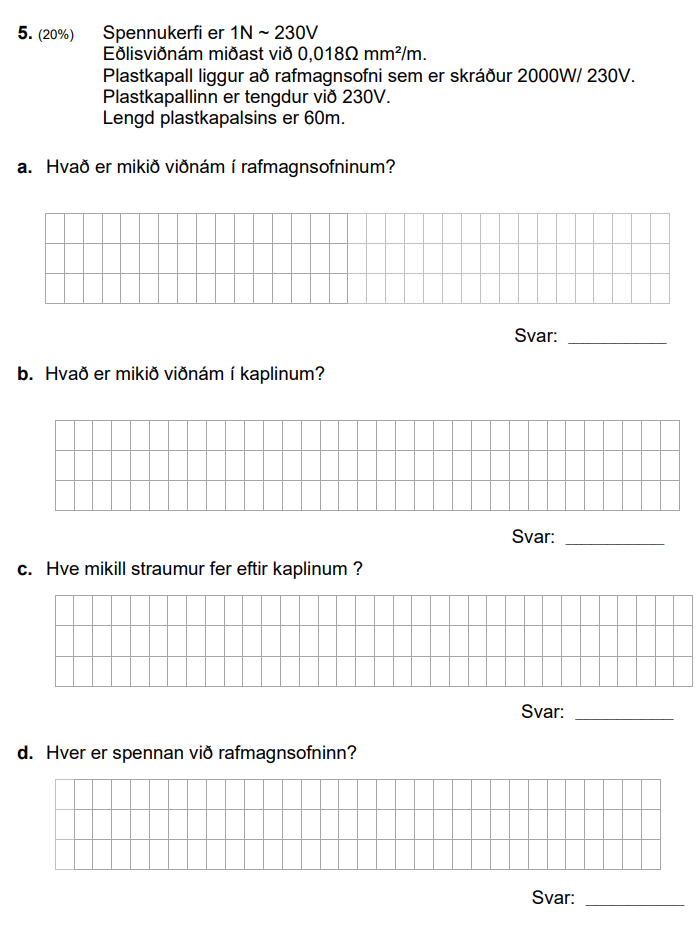 5. (20%) Spennukerfi er 1N ~ 230V
Eðlisviðnám miðast við 0,018Ω mm²/m.
Plastkapall liggur að rafmagnsofni sem er skráður 2000W/ 230V.
Plastkapallinn er tengdur við 230V.
Lengd plastkapalsins er 60m.
a. Hvað er mikið viðnám í rafmagnsofninum?
Svar: __________
b. Hvað er mikið viðnám í kaplinum?
Svar: __________
c. Hve mikill straumur fer eftir kaplinum ?
Svar: __________
d. Hver er spennan við rafmagnsofninn?
Svar: __________